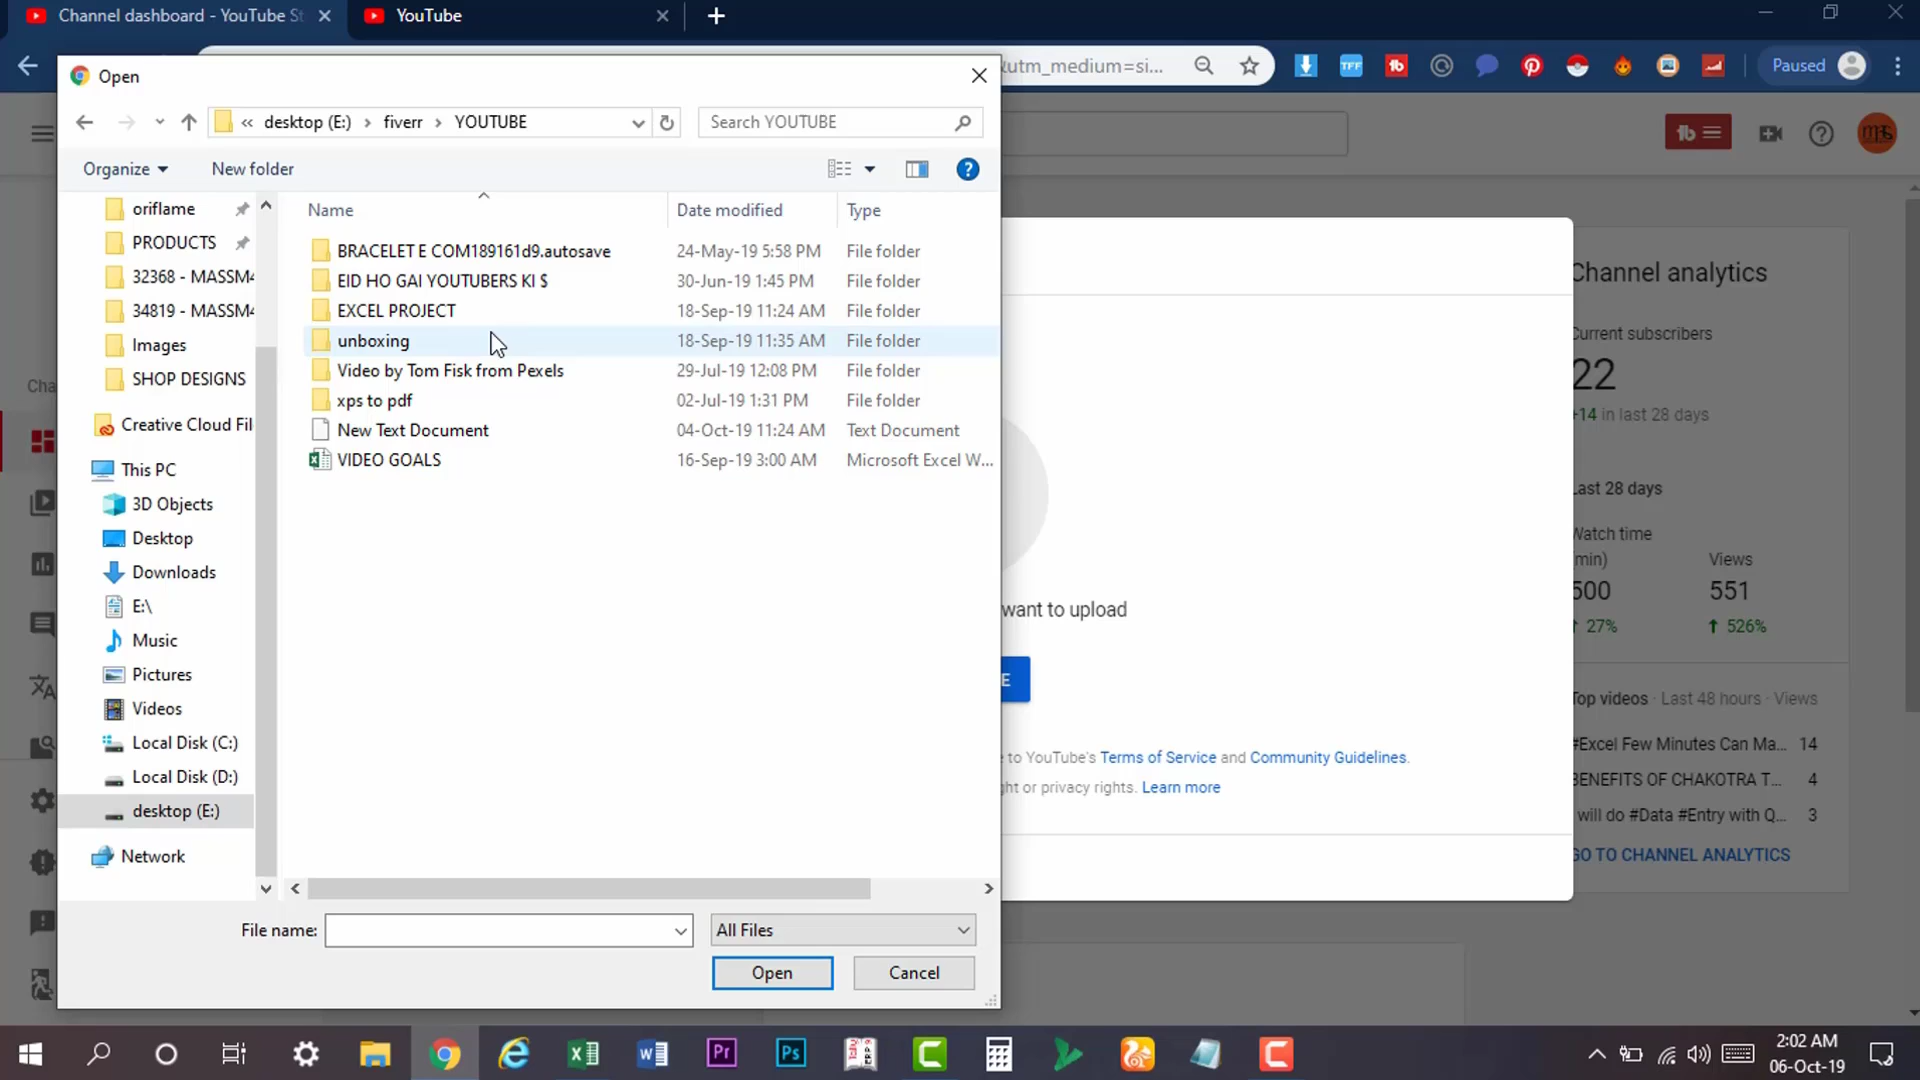 Channel dashboard - YouTube St
YouTube
&utm_medium=si...
TFF
Paused
Open
desktop (E:) > fiverr > YOUTUBE
Search YOUTUBE
Organize
New folder
Name
Date modified
Type
oriflame
PRODUCTS
32368 - MASSM4
34819 - MASSM4
Images
SHOP DESIGNS
Creative Cloud Fil
This PC
3D Objects
Desktop
Downloads
E:\
Music
Pictures
Videos
Local Disk (C:)
Local Disk (D:)
desktop (E:)
Network
BRACELET E COM189161d9.autosave 24-May-19 5:58 PM File folder
EID HO GAI YOUTUBERS KI $ 30-Jun-19 1:45 PM File folder
EXCEL PROJECT 18-Sep-19 11:24 AM File folder
unboxing 18-Sep-19 11:35 AM File folder
Video by Tom Fisk from Pexels 29-Jul-19 12:08 PM File folder
xps to pdf 02-Jul-19 1:31 PM File folder
New Text Document 04-Oct-19 11:24 AM Text Document
VIDEO GOALS 16-Sep-19 3:00 AM Microsoft Excel W...
File name:
All Files
Open
Cancel
Cha
want to upload
E
e to YouTube's Terms of Service and Community Guidelines.
ght or privacy rights. Learn more
Channel analytics
Current subscribers
22
+14 in last 28 days
Last 28 days
Watch time
(min)
Views
500
551
27%
526%
Top videos · Last 48 hours · Views
#Excel Few Minutes Can Ma... 14
BENEFITS OF CHAKOTRA T... 4
will do #Data #Entry with Q... 3
GO TO CHANNEL ANALYTICS
2:02 AM
06-Oct-19